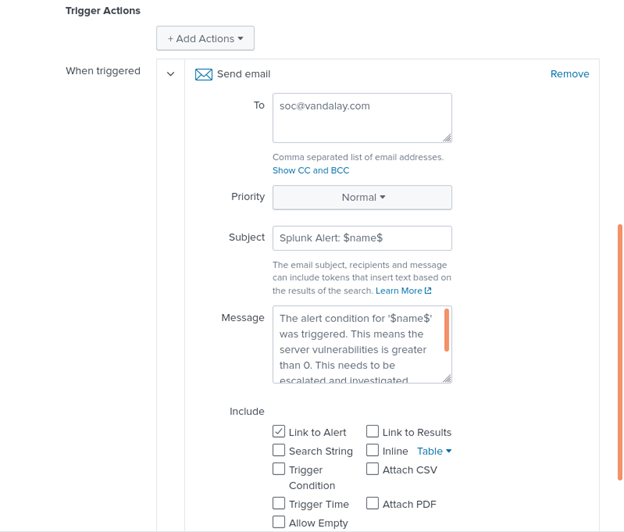 Trigger Actions
+ Add Actions
When triggered
Send email
Remove
To
soc@vandalay.com
Comma separated list of email addresses.
Show CC and BCC
Priority
Normal
Subject
Splunk Alert: $name$
The email subject, recipients and message
can include tokens that insert text based on
the results of the search. Learn More
Message
The alert condition for '$name$'
was triggered. This means the
server vulnerabilities is greater
than 0. This needs to be
escalated and investigated
Include
Link to Alert
Link to Results
Search String
Inline Table
Trigger
Condition
Attach CSV
Trigger Time
Attach PDF
Allow Empty